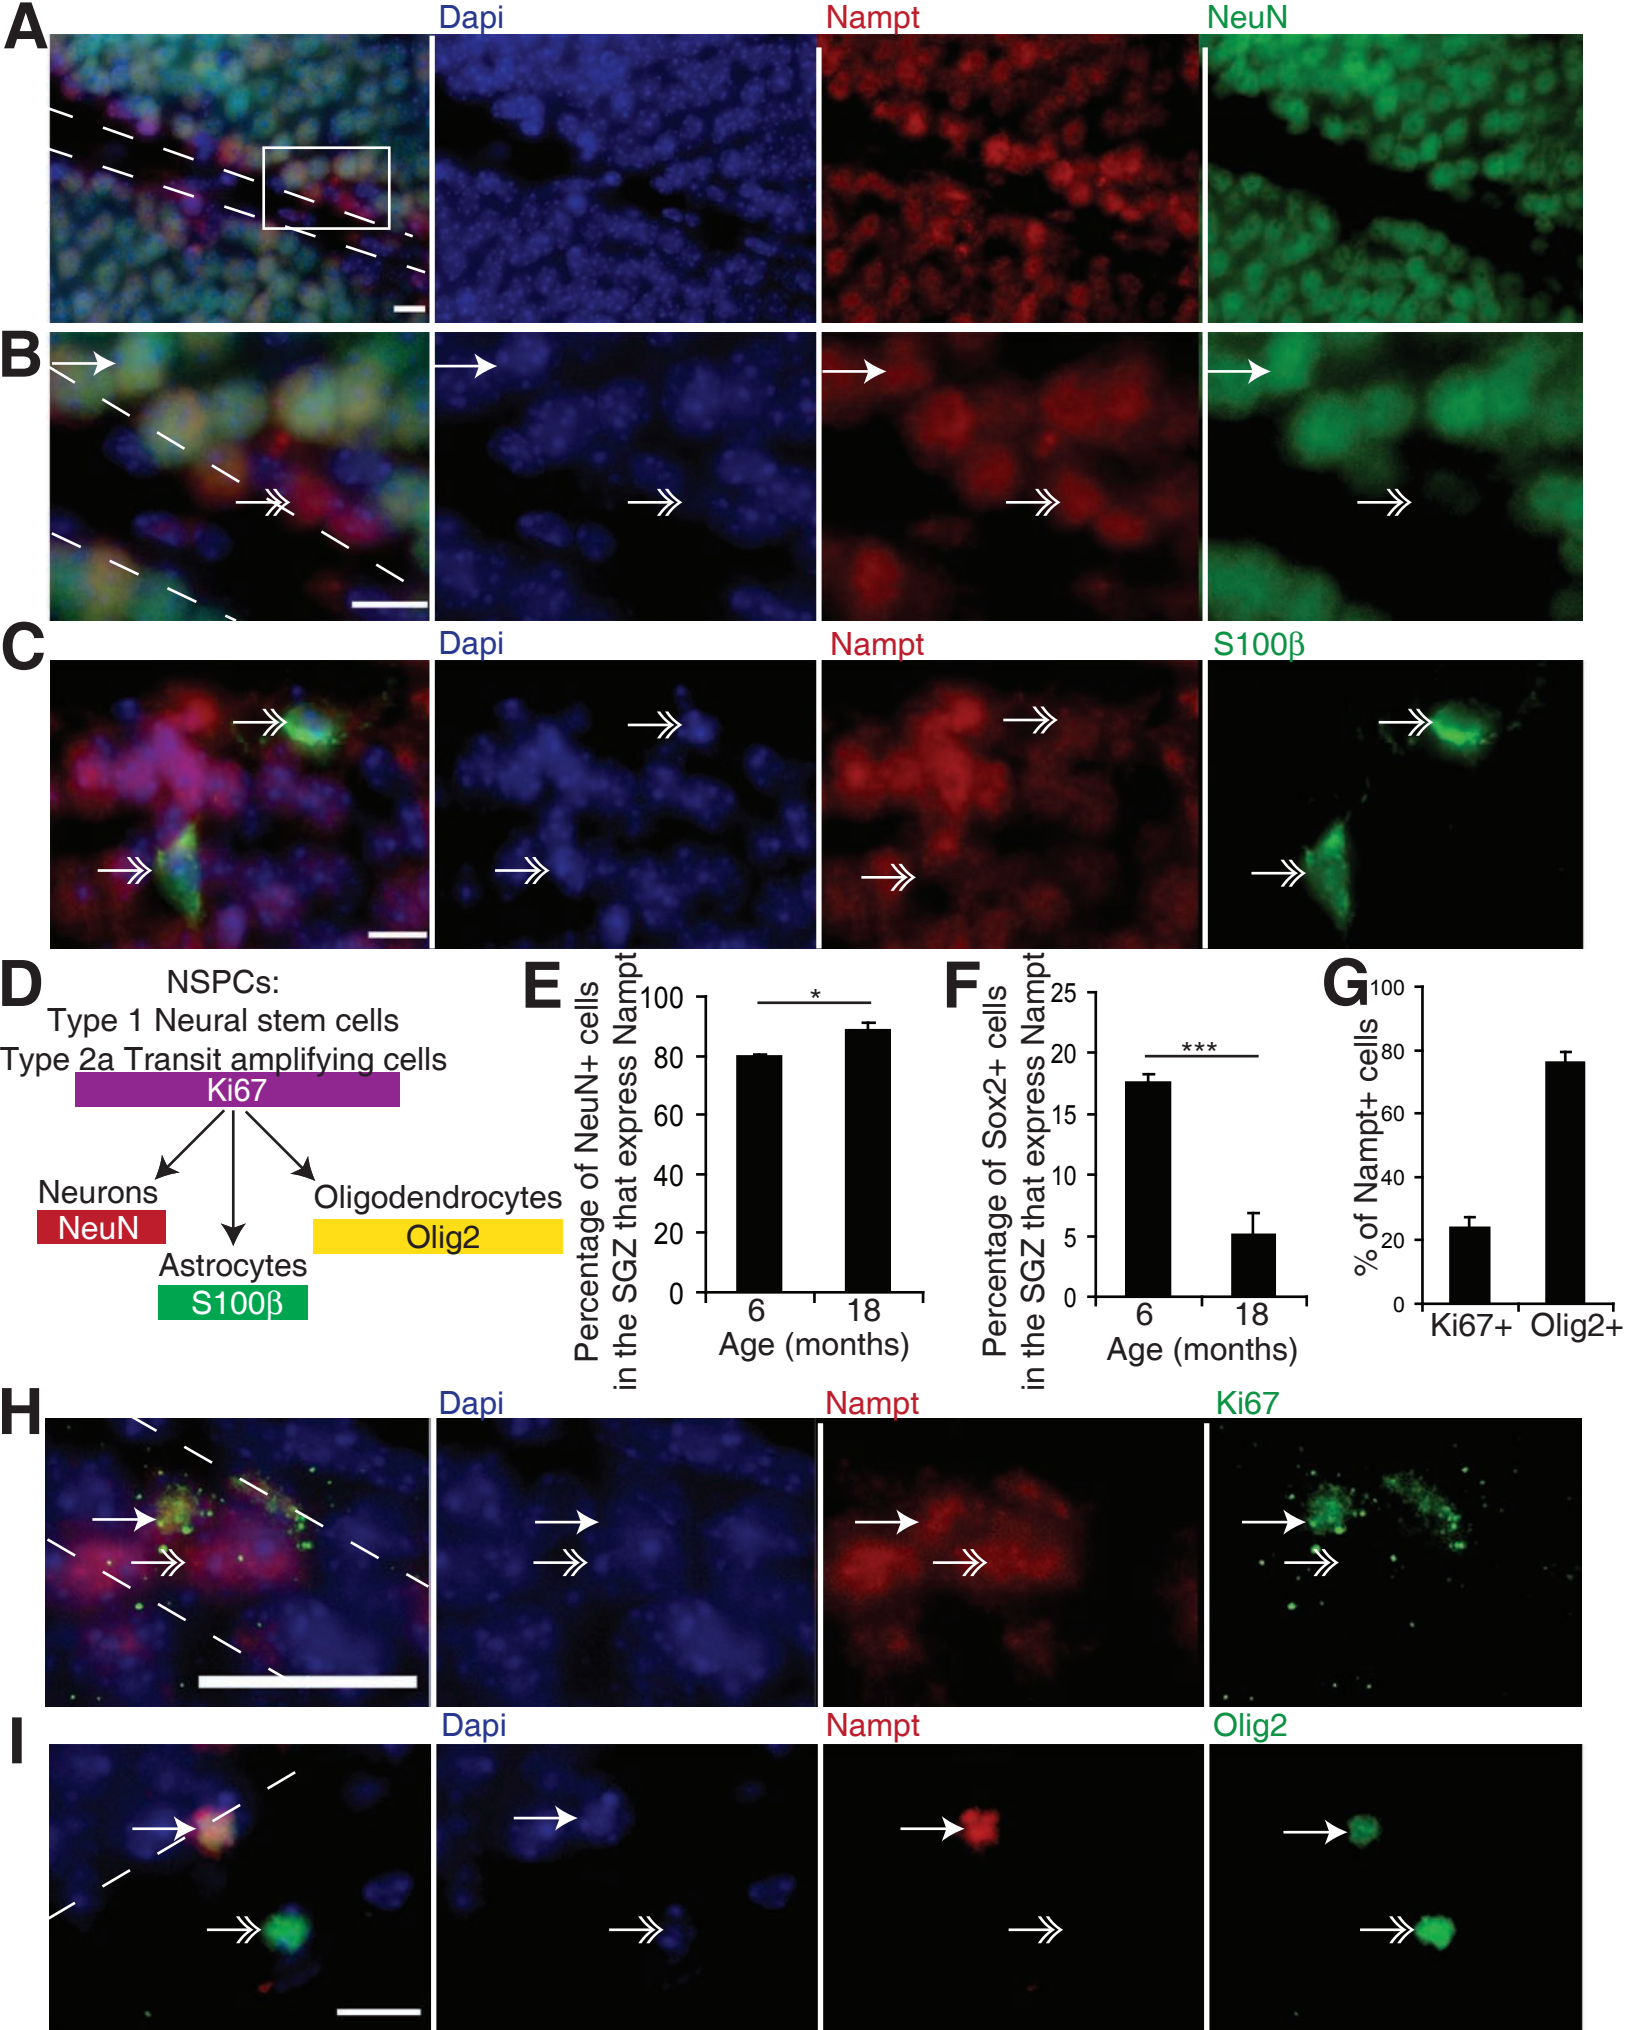 A
Dapi
Nampt
NeuN
B
C
Dapi
Nampt
S100β
D
NSPCs:
Type 1 Neural stem cells
Type 2a Transit amplifying cells
Ki67
Neurons
NeuN
Astrocytes
S100β
Oligodendrocytes
Olig2
E
Percentage of NeuN+ cells
in the SGZ that express Nampt
100
80
60
40
20
0
*
6
18
Age (months)
F
Percentage of Sox2+ cells
in the SGZ that express Nampt
25
20
15
10
5
0
***
6
18
Age (months)
G
% of Nampt+ cells
100
80
60
40
20
0
Ki67+
Olig2+
H
Dapi
Nampt
Ki67
I
Dapi
Nampt
Olig2